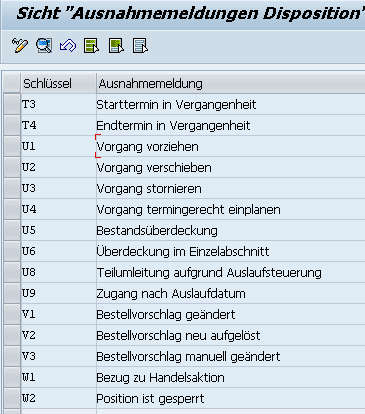 Sicht "Ausnahmemeldungen Disposition"
Schlüssel Ausnahmemeldung
T3 Starttermin in Vergangenheit
T4 Endtermin in Vergangenheit
U1 Vorgang vorziehen
U2 Vorgang verschieben
U3 Vorgang stornieren
U4 Vorgang termingerecht einplanen
U5 Bestandsüberdeckung
U6 Überdeckung im Einzelabschnitt
U8 Teilumleitung aufgrund Auslaufsteuerung
U9 Zugang nach Auslaufdatum
V1 Bestellvorschlag geändert
V2 Bestellvorschlag neu aufgelöst
V3 Bestellvorschlag manuell geändert
W1 Bezug zu Handelsaktion
W2 Position ist gesperrt